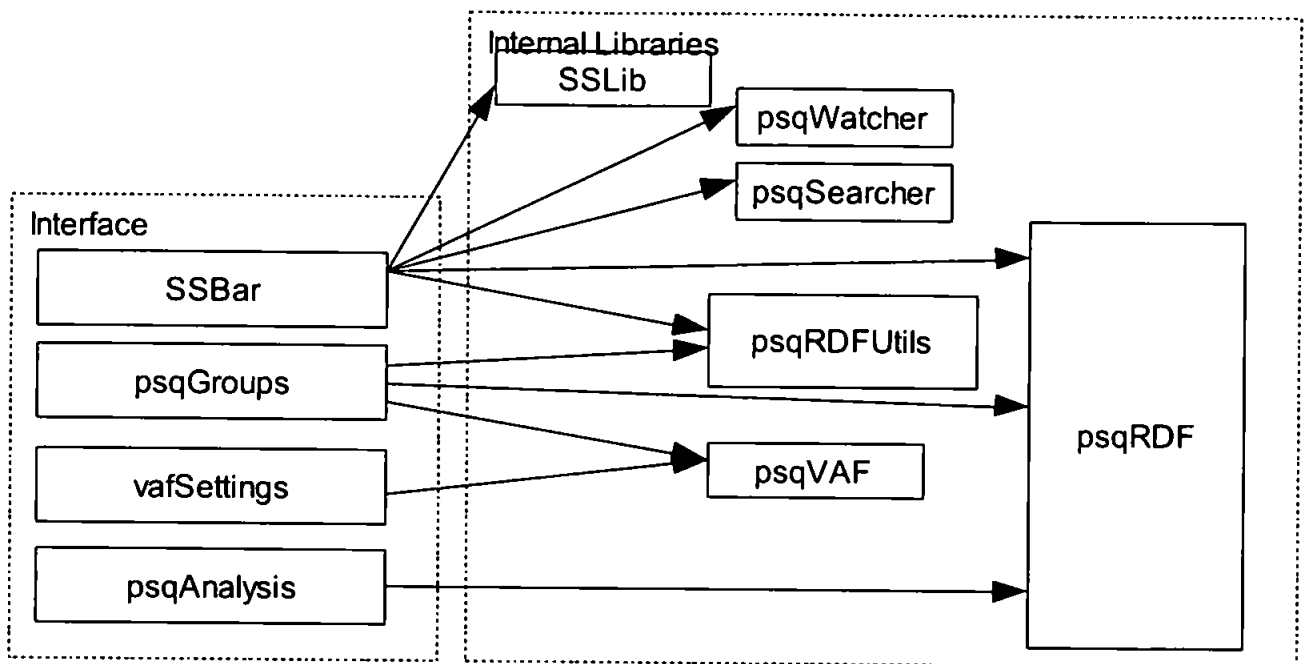 Internal Libraries
SSLib
psqWatcher
psqSearcher
Interface
SSBar
psqRDFUtils
psqGroups
psqRDF
vafSettings
psqVAF
psqAnalysis